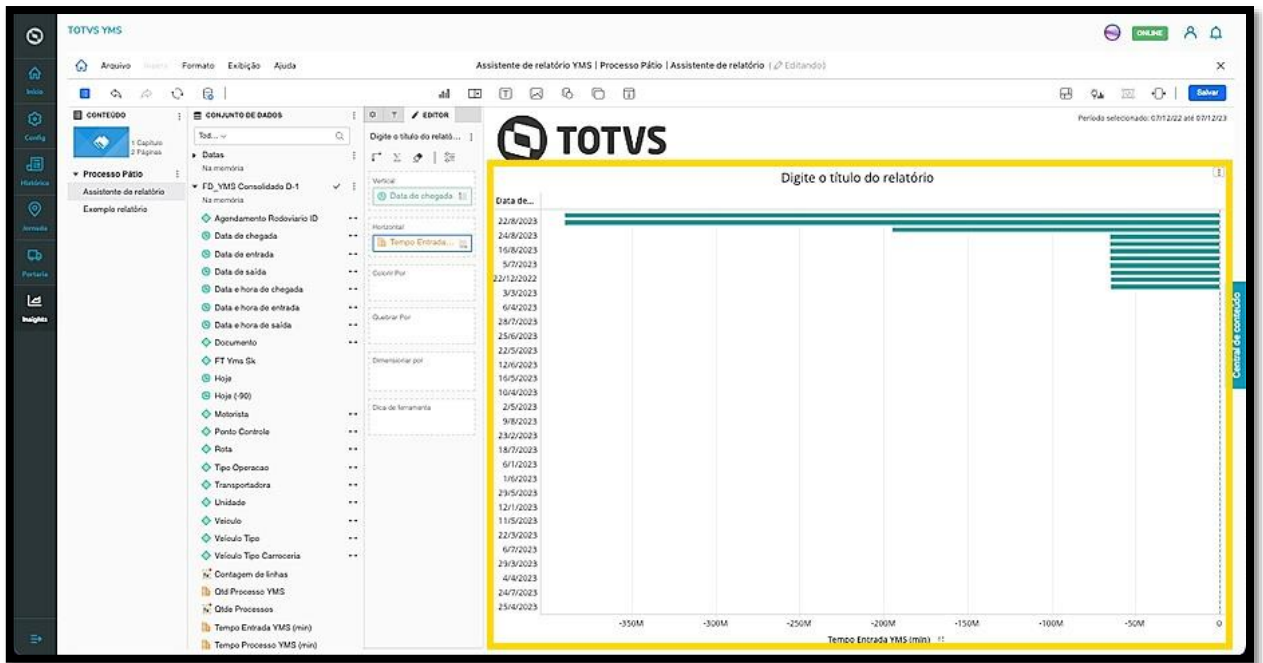 TOTVS YMS
ONLINE
Início
Config
Histórico
Jornada
Portaria
Insights
Arquivo
Formato
Exibição
Ajuda
Assistente de relatório YMS | Processo Pátio | Assistente de relatório
(Editando)
Salvar
CONTEÚDO
1 Capítulo
2 Páginas
Processo Pátio
Assistente de relatório
Exemplo relatório
CONJUNTO DE DADOS
Tod...
Datas
Na memória
FD_YMS Consolidado D-1
Na memória
Agendamento Rodoviario ID
Data de chegada
Data de entrada
Data de saída
Data e hora de chegada
Data e hora de entrada
Data e hora de saída
Documento
FT Yms Sk
Hoje
Hoje (-90)
Motorista
Ponto Controle
Rota
Tipo Operacao
Transportadora
Unidade
Veiculo
Veículo Tipo
Veículo Tipo Carroceria
Contagem de linhas
Qtd Processo YMS
Qtde Processos
Tempo Entrada YMS (min)
Tempo Processo YMS (min)
EDITOR
Digite o título do relató...
Vertical
Data de chegada
Horizontal
Tempo Entrada...
Colorir Por
Quebrar Por
Dimensionar por
Dica de ferramenta
TOTVS
Período selecionado: 07/12/22 até 07/12/23
Digite o título do relatório
Data de...
22/8/2023
24/8/2023
16/8/2023
5/7/2023
22/12/2022
3/3/2023
6/4/2023
28/7/2023
25/6/2023
22/5/2023
12/6/2023
16/5/2023
10/4/2023
2/5/2023
9/8/2023
23/2/2023
18/7/2023
6/1/2023
1/6/2023
29/5/2023
12/1/2023
11/5/2023
22/3/2023
6/7/2023
29/3/2023
4/4/2023
24/7/2023
25/4/2023
-350M
-300M
-250M
-200M
-150M
-100M
-50M
0
Tempo Entrada YMS (min)
Central de conteúdo